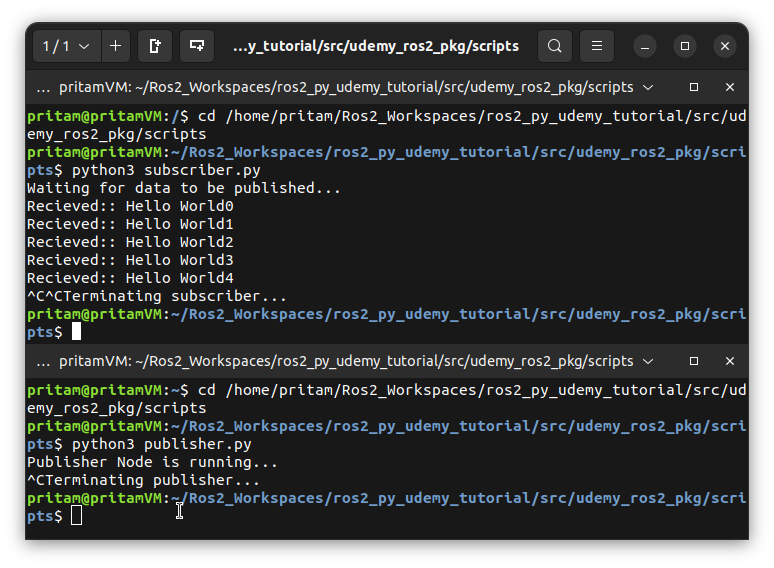 1 / 1
…y_tutorial/src/udemy_ros2_pkg/scripts
… pritamVM: ~/Ros2_Workspaces/ros2_py_udemy_tutorial/src/udemy_ros2_pkg/scripts
pritam@pritamVM:/$ cd /home/pritam/Ros2_Workspaces/ros2_py_udemy_tutorial/src/ud
emy_ros2_pkg/scripts
pritam@pritamVM:~/Ros2_Workspaces/ros2_py_udemy_tutorial/src/udemy_ros2_pkg/scri
pts$ python3 subscriber.py
Waiting for data to be published...
Recieved:: Hello World0
Recieved:: Hello World1
Recieved:: Hello World2
Recieved:: Hello World3
Recieved:: Hello World4
^C^CTerminating subscriber...
pritam@pritamVM:~/Ros2_Workspaces/ros2_py_udemy_tutorial/src/udemy_ros2_pkg/scri
pts$
… pritamVM: ~/Ros2_Workspaces/ros2_py_udemy_tutorial/src/udemy_ros2_pkg/scripts
pritam@pritamVM:~$ cd /home/pritam/Ros2_Workspaces/ros2_py_udemy_tutorial/src/ud
emy_ros2_pkg/scripts
pritam@pritamVM:~/Ros2_Workspaces/ros2_py_udemy_tutorial/src/udemy_ros2_pkg/scri
pts$ python3 publisher.py
Publisher Node is running...
^CTerminating publisher...
pritam@pritamVM:~/Ros2_Workspaces/ros2_py_udemy_tutorial/src/udemy_ros2_pkg/scri
pts$